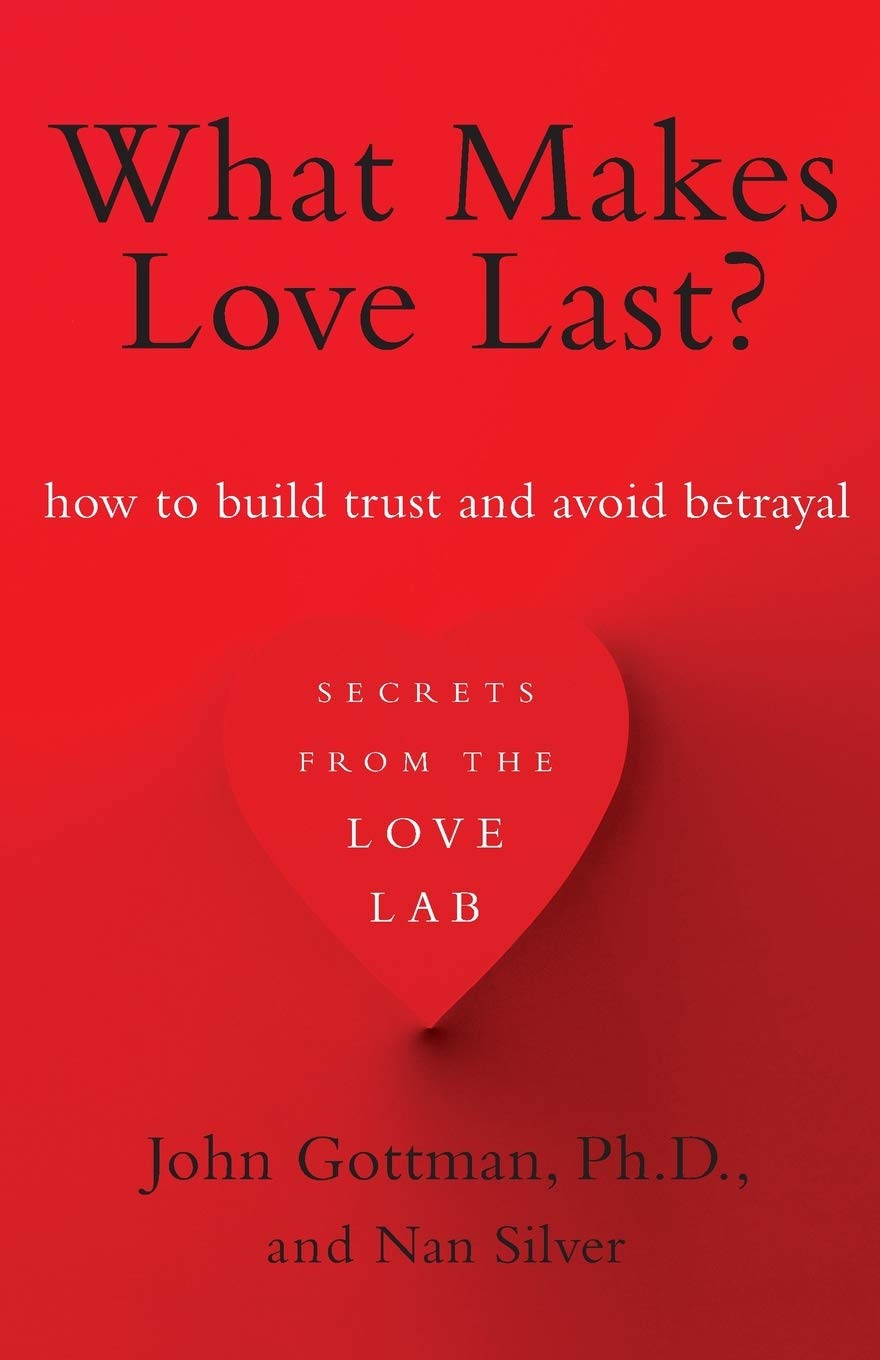 What Makes
Love Last?
how to build trust and avoid betrayal
SECRETS
FROM THE
LOVE
LAB
John Gottman, Ph.D.,
and Nan Silver